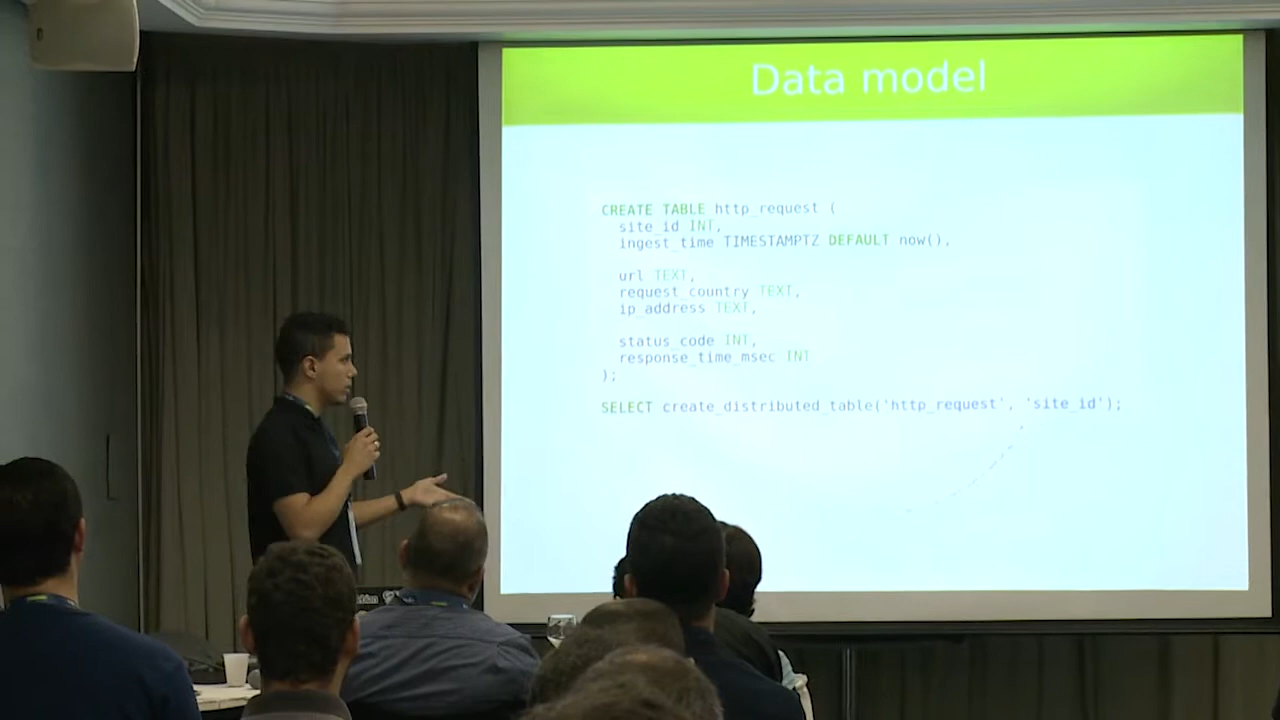 Data model
CREATE TABLE http_request (
site_id INT,
ingest_time TIMESTAMPTZ DEFAULT now(),
url TEXT,
request_country TEXT,
ip_address TEXT,
status_code INT,
response_time_msec INT
);
SELECT create_distributed_table('http_request', 'site_id');